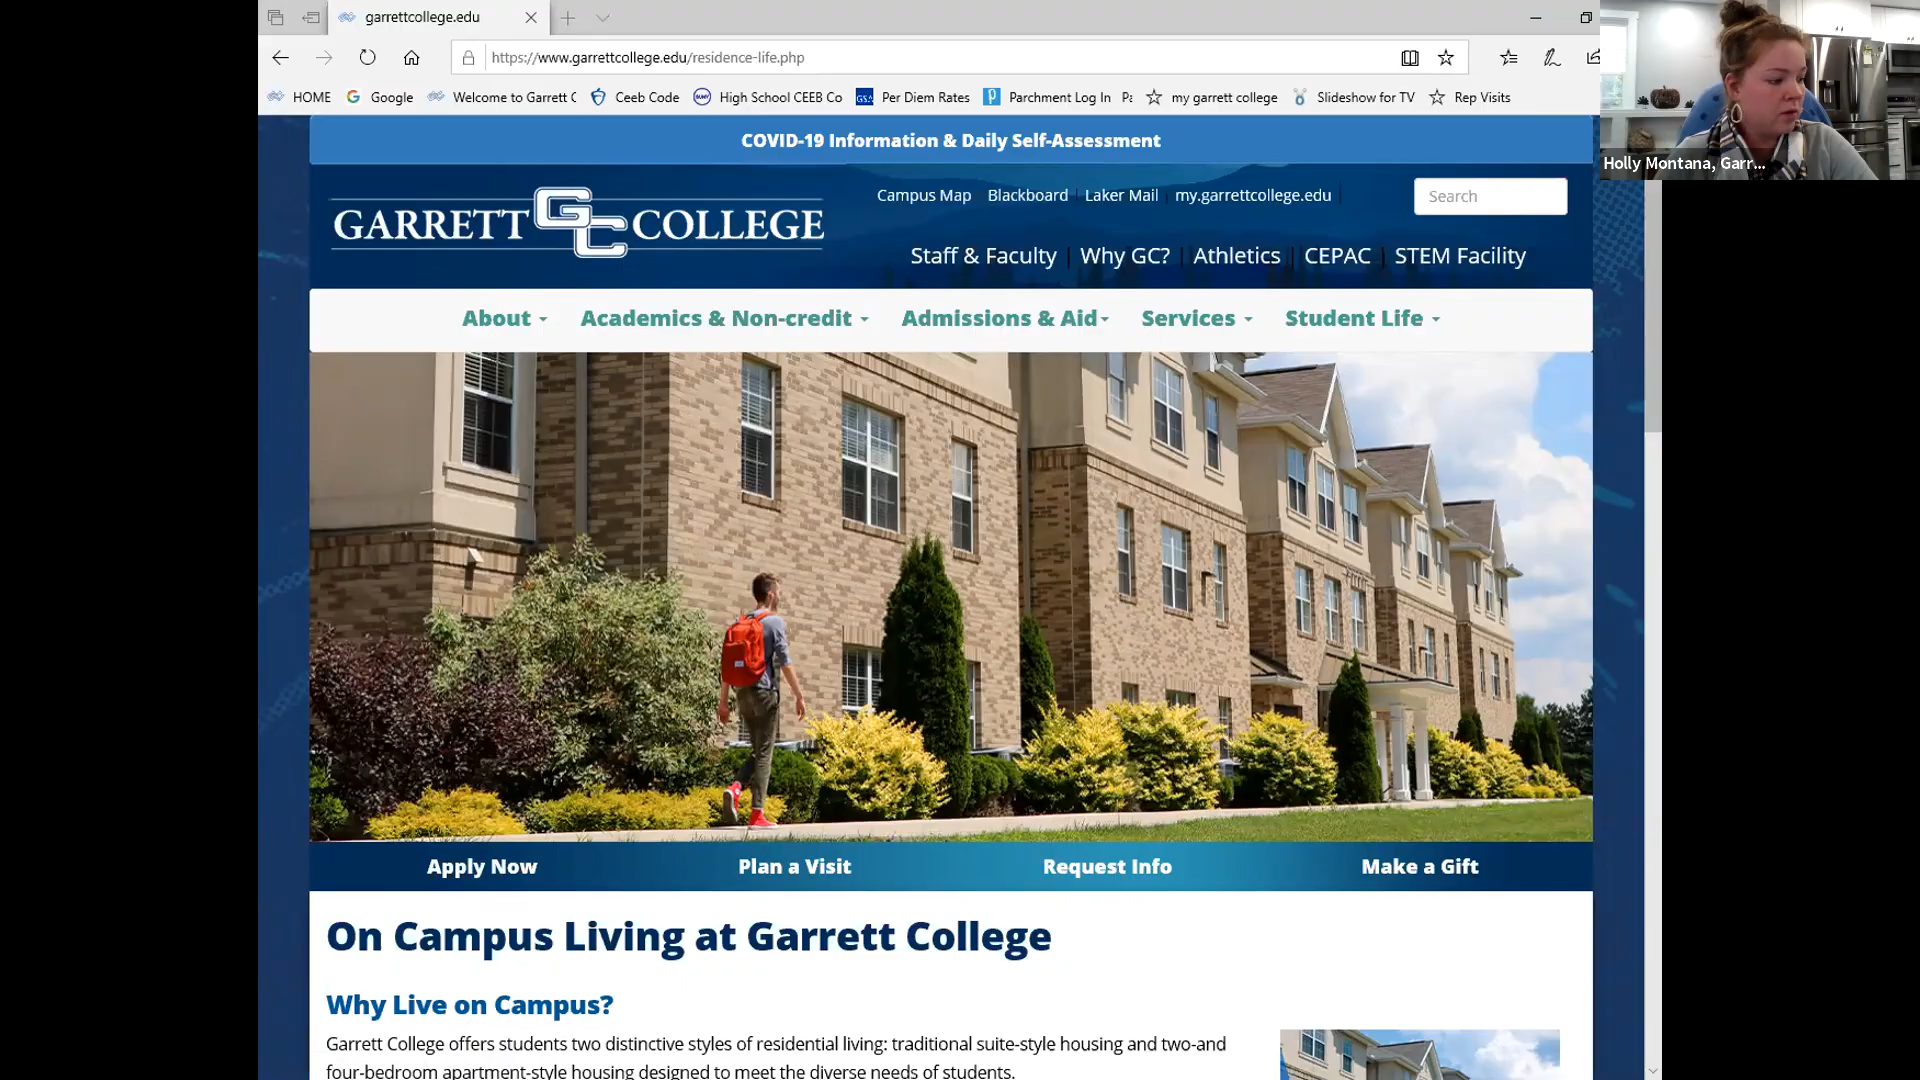 garrettcollege.edu
https://www.garrettcollege.edu/residence-life.php
HOME Google Welcome to Garrett C Ceeb Code High School CEEB Co Per Diem Rates Parchment Log In Pa my garrett college Slideshow for TV Rep Visits
Holly Montana, Garr...
COVID-19 Information & Daily Self-Assessment
GARRETT GC COLLEGE
Campus Map Blackboard Laker Mail my.garrettcollege.edu Search
Staff & Faculty Why GC? Athletics CEPAC STEM Facility
About Academics & Non-credit Admissions & Aid Services Student Life
Apply Now Plan a Visit Request Info Make a Gift
On Campus Living at Garrett College
Why Live on Campus?
Garrett College offers students two distinctive styles of residential living: traditional suite-style housing and two-and
four-bedroom apartment-style housing designed to meet the diverse needs of students.